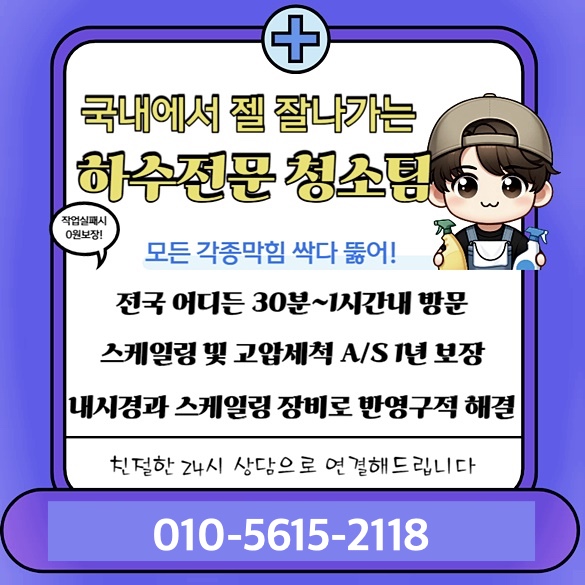 국내에서 젤 잘나가는
하수전문 청소팀
작업실패시
0원보장!
모든 각종막힘 싹다 뚫어!
전국 어디든 30분~1시간내 방문
스케일링 및 고압세척 A/S 1년 보장
내시경과 스케일링 장비로 반영구적 해결
친절한 24시 상담으로 연결해드립니다
010-5615-2118